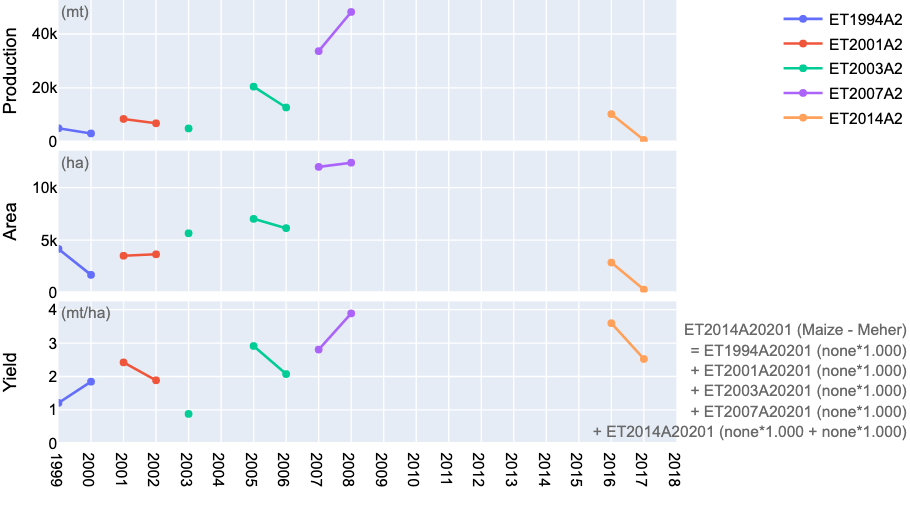 (mt)
Production
40k
20k
0
ET1994A2
ET2001A2
ET2003A2
ET2007A2
ET2014A2
(ha)
Area
10k
5k
0
(mt/ha)
Yield
4
3
2
1
0
ET2014A20201 (Maize - Meher)
= ET1994A20201 (none*1.000)
+ ET2001A20201 (none*1.000)
+ ET2003A20201 (none*1.000)
+ ET2007A20201 (none*1.000)
+ ET2014A20201 (none*1.000 + none*1.000)
1999 2000 2001 2002 2003 2004 2005 2006 2007 2008 2009 2010 2011 2012 2013 2014 2015 2016 2017 2018